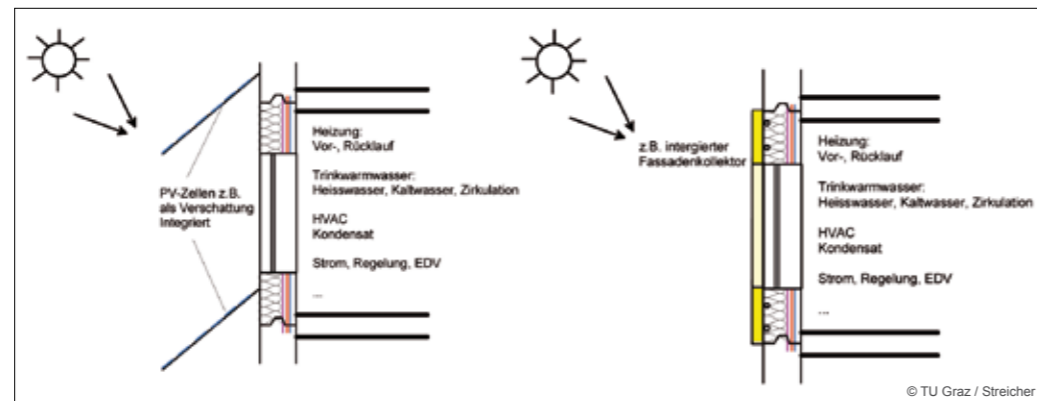 PV-Zellen z.B.
als Verschattung
Integriert
Heizung:
Vor-, Rücklauf
Trinkwarmwasser:
Heisswasser, Kaltwasser, Zirkulation
HVAC
Kondensat
Strom, Regelung, EDV
...
z.B. intergierter
Fassadenkollektor
Heizung:
Vor-, Rücklauf
Trinkwarmwasser:
Heisswasser, Kaltwasser, Zirkulation
HVAC
Kondensat
Strom, Regelung, EDV
...
© TU Graz / Streicher